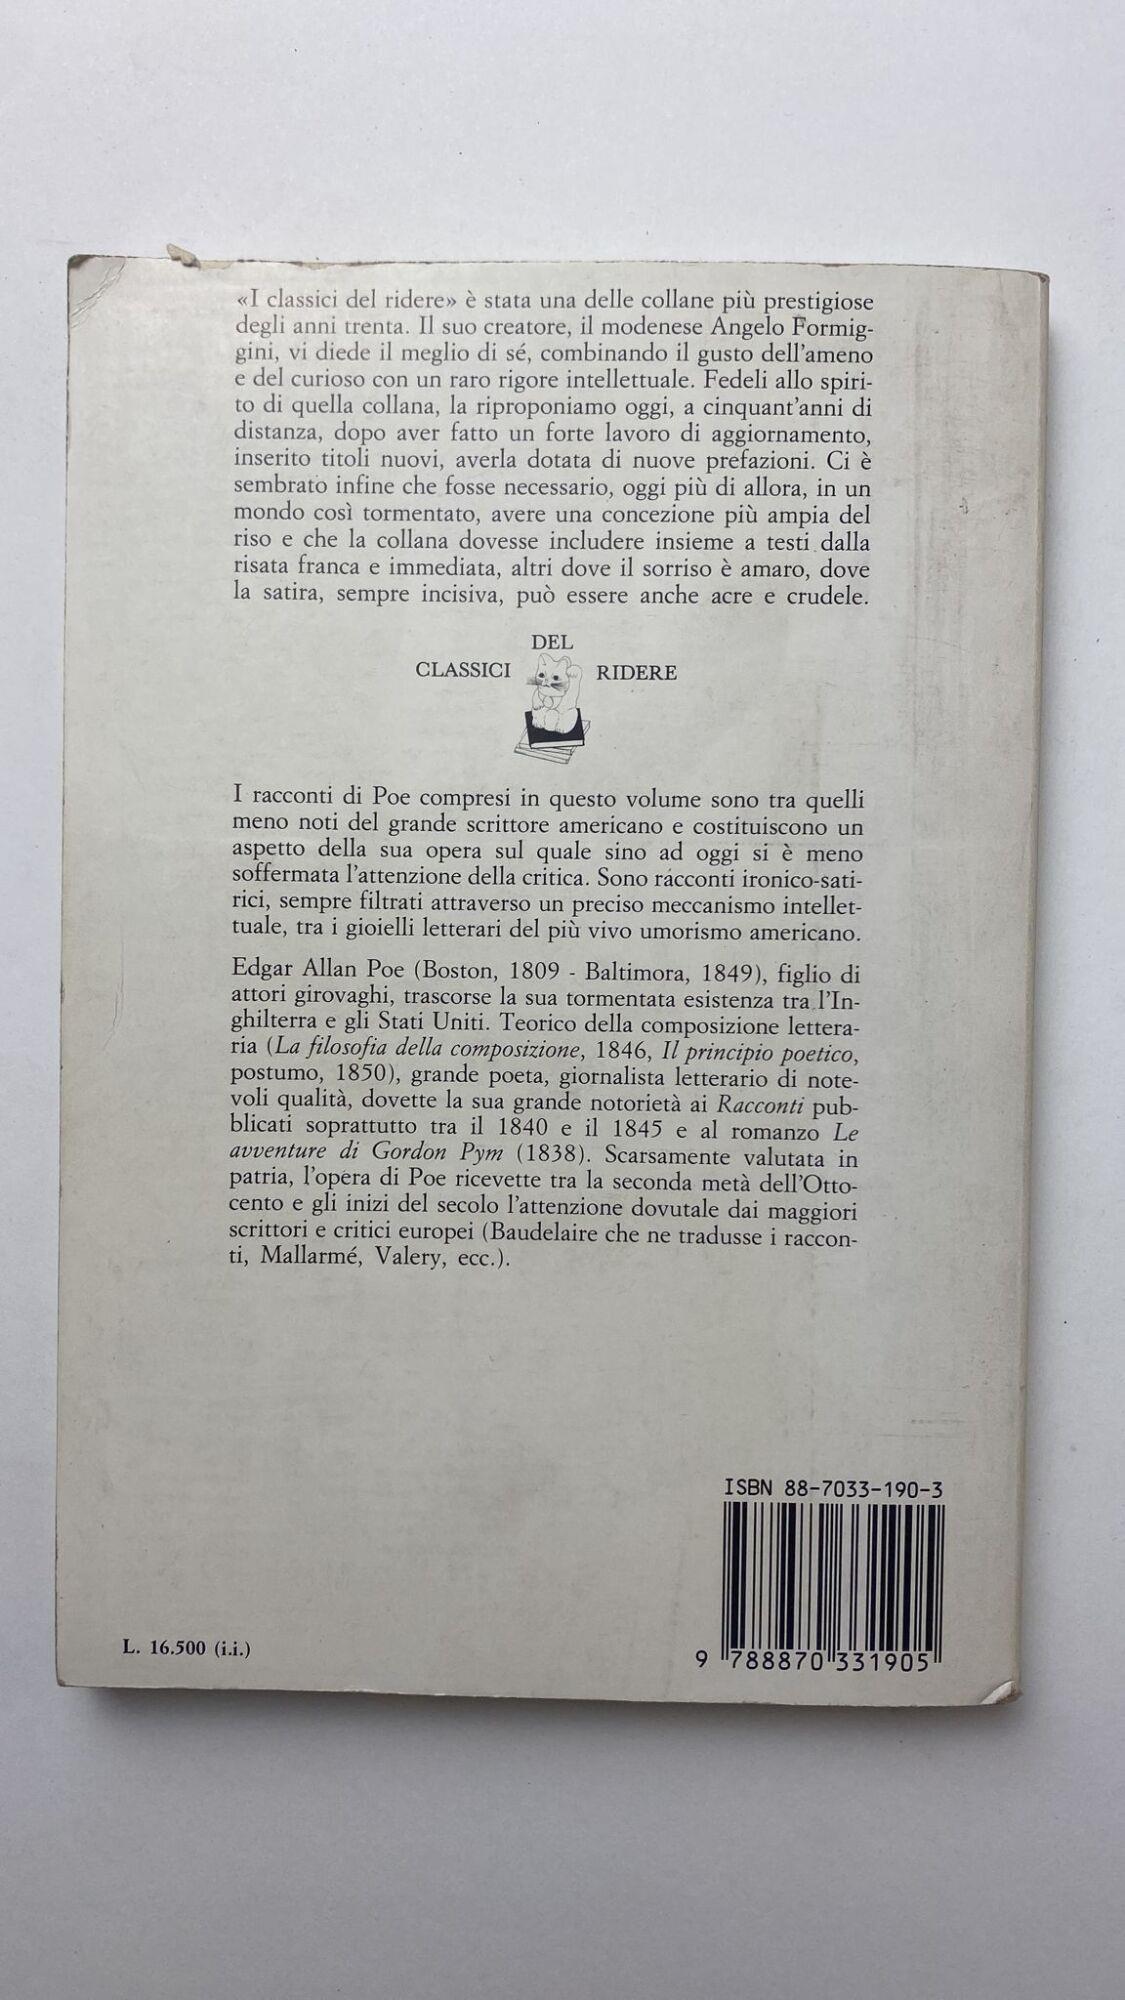 «I classici del ridere» è stata una delle collane più prestigiose
degli anni trenta. Il suo creatore, il modenese Angelo Formig-
gini, vi diede il meglio di sé, combinando il gusto dell'ameno
e del curioso con un raro rigore intellettuale. Fedeli allo spiri-
to di quella collana, la riproponiamo oggi, a cinquant'anni di
distanza, dopo aver fatto un forte lavoro di aggiornamento,
inserito titoli nuovi, averla dotata di nuove prefazioni. Ci è
sembrato infine che fosse necessario, oggi più di allora, in un
mondo così tormentato, avere una concezione più ampia del
riso e che la collana dovesse includere insieme a testi dalla
risata franca e immediata, altri dove il sorriso è amaro, dove
la satira, sempre incisiva, può essere anche acre e crudele.
DEL
CLASSICI RIDERE
I racconti di Poe compresi in questo volume sono tra quelli
meno noti del grande scrittore americano e costituiscono un
aspetto della sua opera sul quale sino ad oggi si è meno
soffermata l'attenzione della critica. Sono racconti ironico-sati-
rici, sempre filtrati attraverso un preciso meccanismo intellet-
tuale, tra i gioielli letterari del più vivo umorismo americano.
Edgar Allan Poe (Boston, 1809 - Baltimora, 1849), figlio di
attori girovaghi, trascorse la sua tormentata esistenza tra l'In-
ghilterra e gli Stati Uniti. Teorico della composizione lettera-
ria (La filosofia della composizione, 1846, Il principio poetico,
postumo, 1850), grande poeta, giornalista letterario di note-
voli qualità, dovette la sua grande notorietà ai Racconti pub-
blicati soprattutto tra il 1840 e il 1845 e al romanzo Le
avventure di Gordon Pym (1838). Scarsamente valutata in
patria, l'opera di Poe ricevette tra la seconda metà dell'Otto-
cento e gli inizi del secolo l'attenzione dovutale dai maggiori
scrittori e critici europei (Baudelaire che ne tradusse i raccon-
ti, Mallarmé, Valery, ecc.).
ISBN 88-7033-190-3
L. 16.500 (i.i.)
9 788870 331905